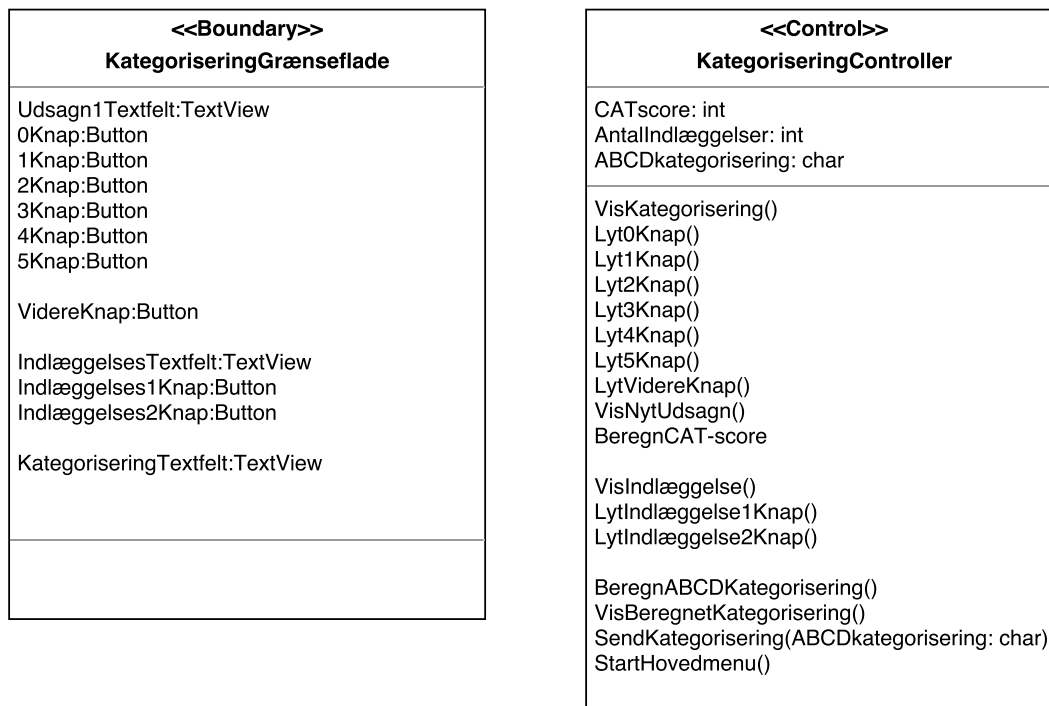 <<Boundary>>
KategoriseringGrænseflade
Udsagn1Textfelt:TextView
0Knap:Button
1Knap:Button
2Knap:Button
3Knap:Button
4Knap:Button
5Knap:Button
VidereKnap:Button
IndlæggelsesTextfelt:TextView
Indlæggelses1Knap:Button
Indlæggelses2Knap:Button
KategoriseringTextfelt:TextView
<<Control>>
KategoriseringController
CATscore: int
AntalIndlæggelser: int
ABCDkategorisering: char
VisKategorisering()
Lyt0Knap()
Lyt1Knap()
Lyt2Knap()
Lyt3Knap()
Lyt4Knap()
Lyt5Knap()
LytVidereKnap()
VisNytUdsagn()
BeregnCAT-score
VisIndlæggelse()
LytIndlæggelse1Knap()
LytIndlæggelse2Knap()
BeregnABCDKategorisering()
VisBeregnetKategorisering()
SendKategorisering(ABCDkategorisering: char)
StartHovedmenu()